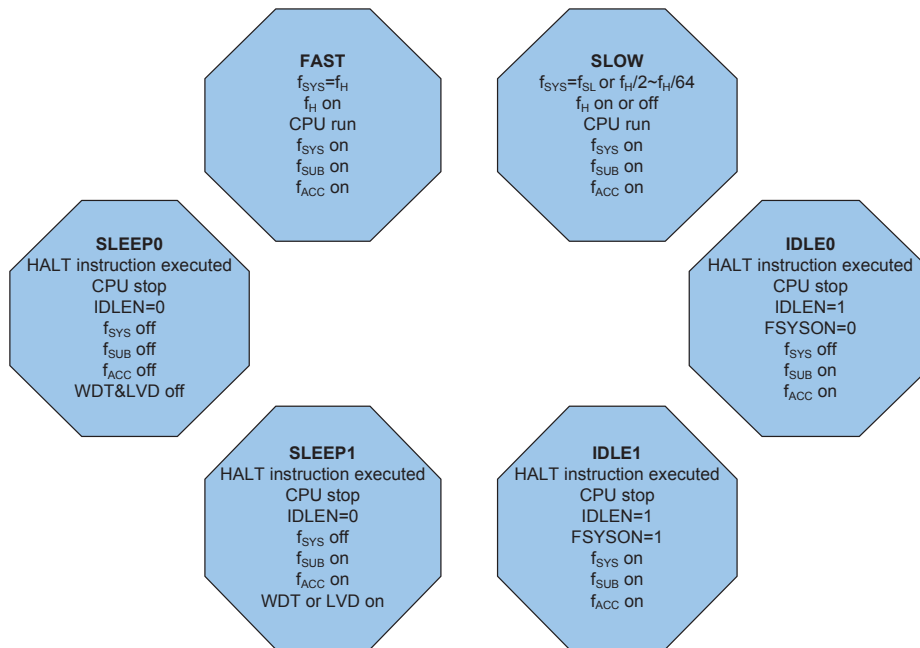 FAST
fSYS=fH
fH on
CPU run
fSYS on
fSUB on
fACC on
SLOW
fSYS=fSL or fH/2~fH/64
fH on or off
CPU run
fSYS on
fSUB on
fACC on
SLEEP0
HALT instruction executed
CPU stop
IDLEN=0
fSYS off
fSUB off
fACC off
WDT&LVD off
IDLE0
HALT instruction executed
CPU stop
IDLEN=1
FSYSON=0
fSYS off
fSUB on
fACC on
SLEEP1
HALT instruction executed
CPU stop
IDLEN=0
fSYS off
fSUB on
fACC on
WDT or LVD on
IDLE1
HALT instruction executed
CPU stop
IDLEN=1
FSYSON=1
fSYS on
fSUB on
fACC on